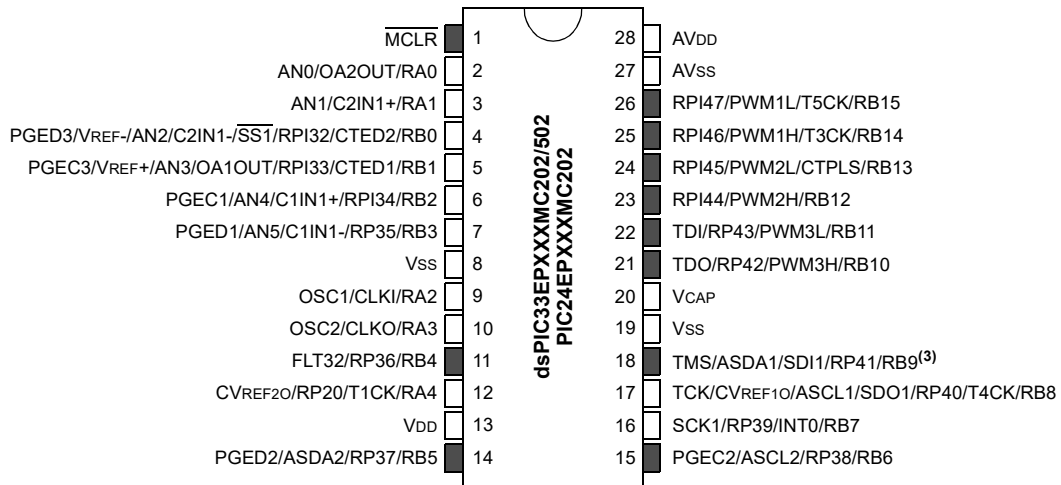 MCLR 1 28 AVDD
AN0/OA2OUT/RA0 2 27 AVSS
AN1/C2IN1+/RA1 3 26 RPI47/PWM1L/T5CK/RB15
PGED3/VREF-/AN2/C2IN1-/SS1/RPI32/CTED2/RB0 4 25 RPI46/PWM1H/T3CK/RB14
PGEC3/VREF+/AN3/OA1OUT/RPI33/CTED1/RB1 5 24 RPI45/PWM2L/CTPLS/RB13
PGEC1/AN4/C1IN1+/RPI34/RB2 6 23 RPI44/PWM2H/RB12
PGED1/AN5/C1IN1-/RP35/RB3 7 22 TDI/RP43/PWM3L/RB11
VSS 8 21 TDO/RP42/PWM3H/RB10
OSC1/CLKI/RA2 9 20 VCAP
OSC2/CLKO/RA3 10 19 VSS
FLT32/RP36/RB4 11 18 TMS/ASDA1/SDI1/RP41/RB9(3)
CVREF2O/RP20/T1CK/RA4 12 17 TCK/CVREF1O/ASCL1/SDO1/RP40/T4CK/RB8
VDD 13 16 SCK1/RP39/INT0/RB7
PGED2/ASDA2/RP37/RB5 14 15 PGEC2/ASCL2/RP38/RB6
dsPIC33EPXXXMC202/502
PIC24EPXXXMC202